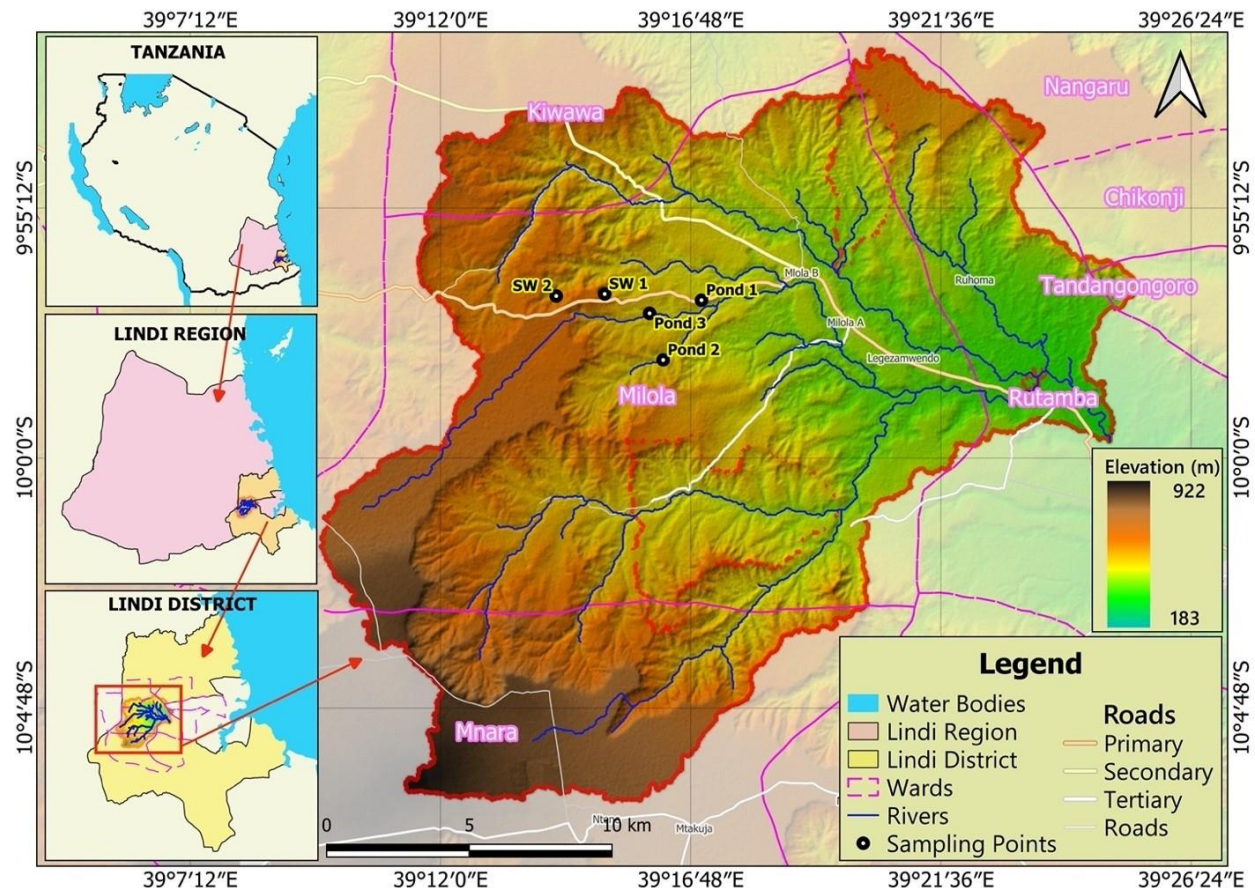 39°7'12"E 39°12'0"E 39°16'48"E 39°21'36"E 39°26'24"E
TANZANIA
Nangaru
Kiwawa
9°55'12"S
9°55'12"S
Chikonji
Mlola B
Ruhoma
Tandangongoro
SW 2
SW 1
Pond 1
Pond 3
Milola A
LINDI REGION
Pond 2
Legezamwendo
Milola
Rutamba
10°0'0"S
10°0'0"S
Elevation (m)
922
183
LINDI DISTRICT
Legend
Water Bodies
Lindi Region
Lindi District
Wards
Rivers
Sampling Points
Roads
Primary
Secondary
Tertiary
Roads
10°4'48"S
10°4'48"S
Mnara
0 5 10 km
Mtakuja
39°7'12"E 39°12'0"E 39°16'48"E 39°21'36"E 39°26'24"E